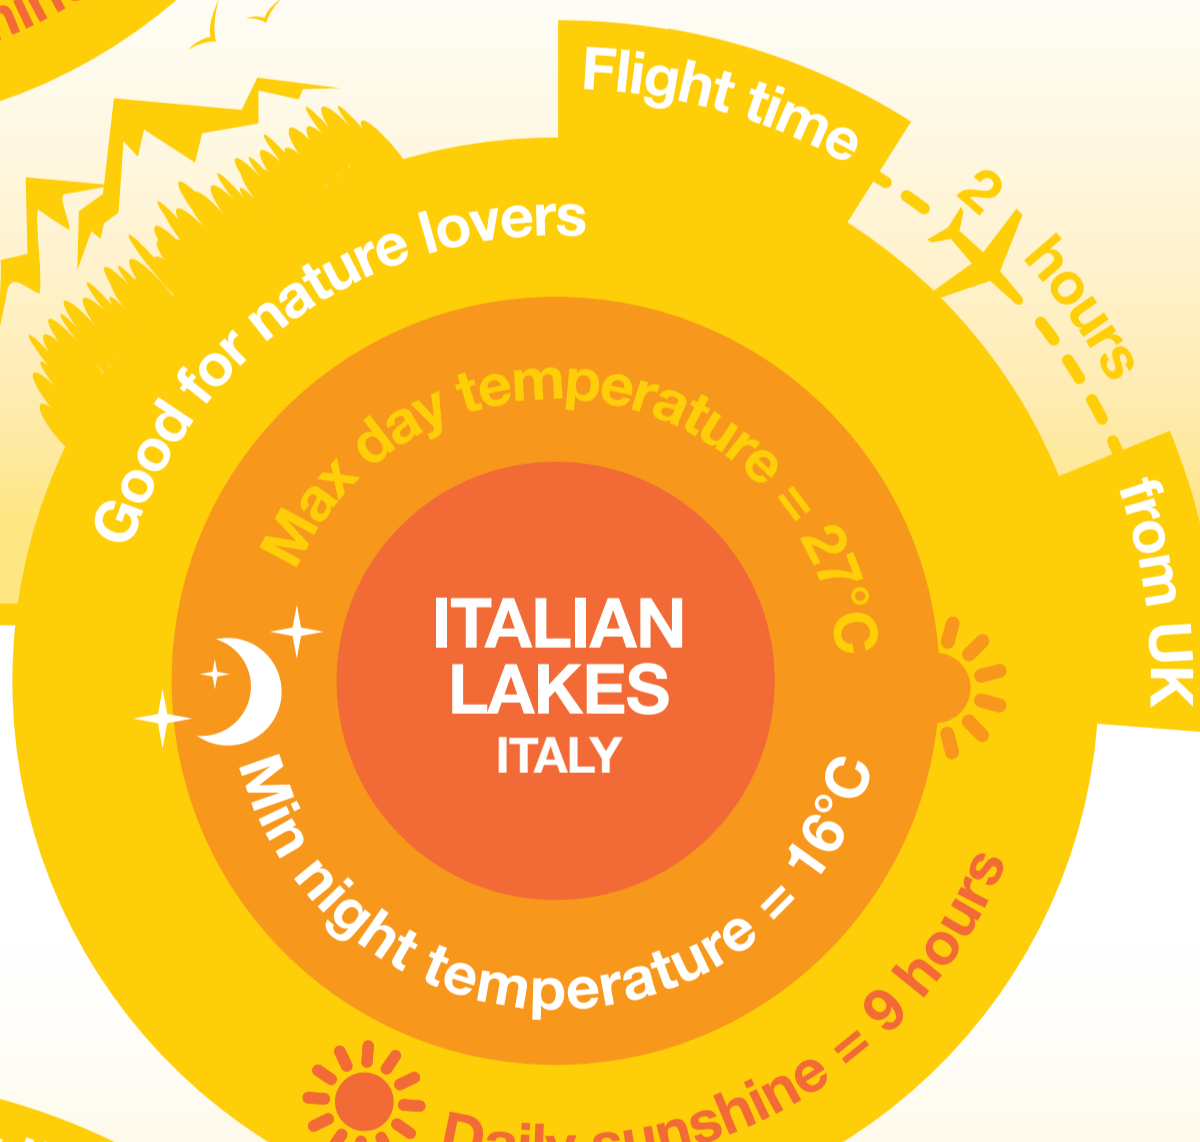 Flight time
2 hours
from UK
Good for nature lovers
Max day temperature = 27°C
ITALIAN
LAKES
ITALY
Min night temperature = 16°C
Daily sunshine = 9 hours